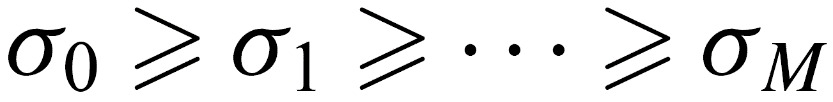 σ₀ ⩾ σ₁ ⩾ ··· ⩾ σ_M